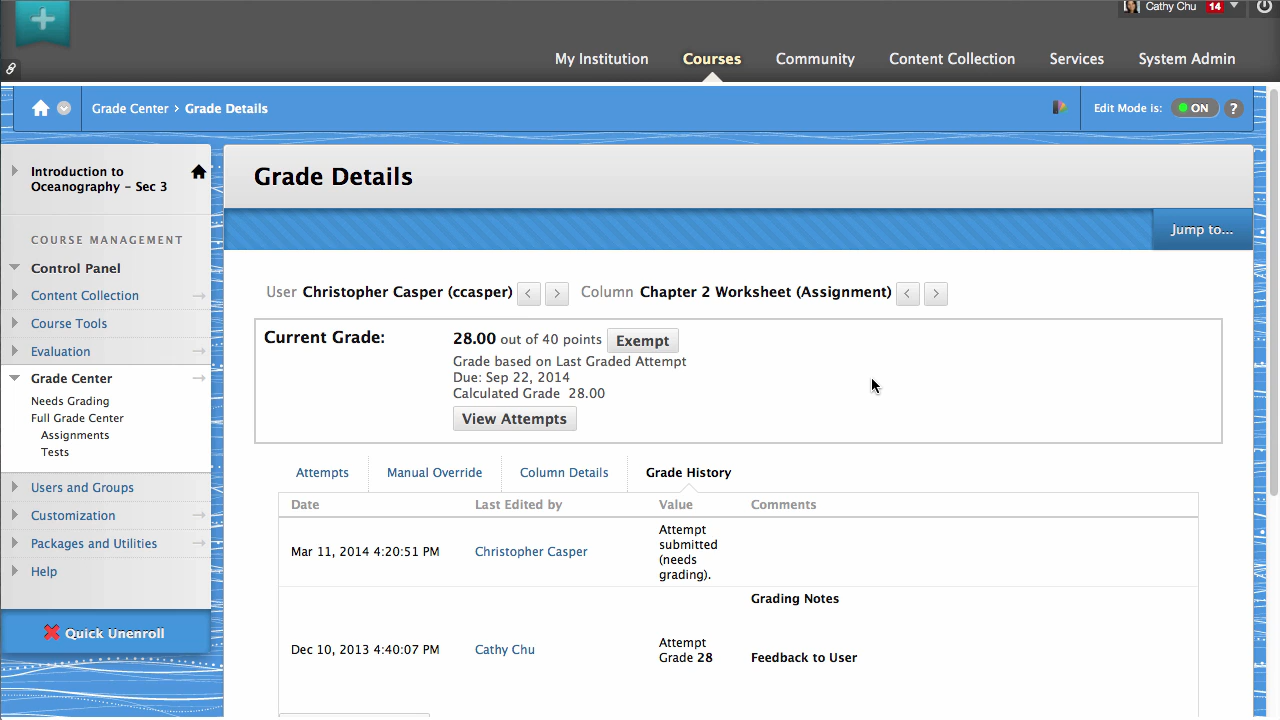 Cathy Chu 14
My Institution Courses Community Content Collection Services System Admin
Grade Center > Grade Details
Edit Mode is: ON ?
Introduction to
Oceanography - Sec 3
COURSE MANAGEMENT
Control Panel
Content Collection
Course Tools
Evaluation
Grade Center
Needs Grading
Full Grade Center
Assignments
Tests
Users and Groups
Customization
Packages and Utilities
Help
Quick Unenroll
Grade Details
Jump to...
User Christopher Casper (ccasper) < > Column Chapter 2 Worksheet (Assignment) < >
Current Grade: 28.00 out of 40 points Exempt
Grade based on Last Graded Attempt
Due: Sep 22, 2014
Calculated Grade 28.00
View Attempts
Attempts Manual Override Column Details Grade History
Date Last Edited by Value Comments
Mar 11, 2014 4:20:51 PM Christopher Casper
Attempt
submitted
(needs
grading).
Dec 10, 2013 4:40:07 PM Cathy Chu
Attempt
Grade 28
Grading Notes
Feedback to User